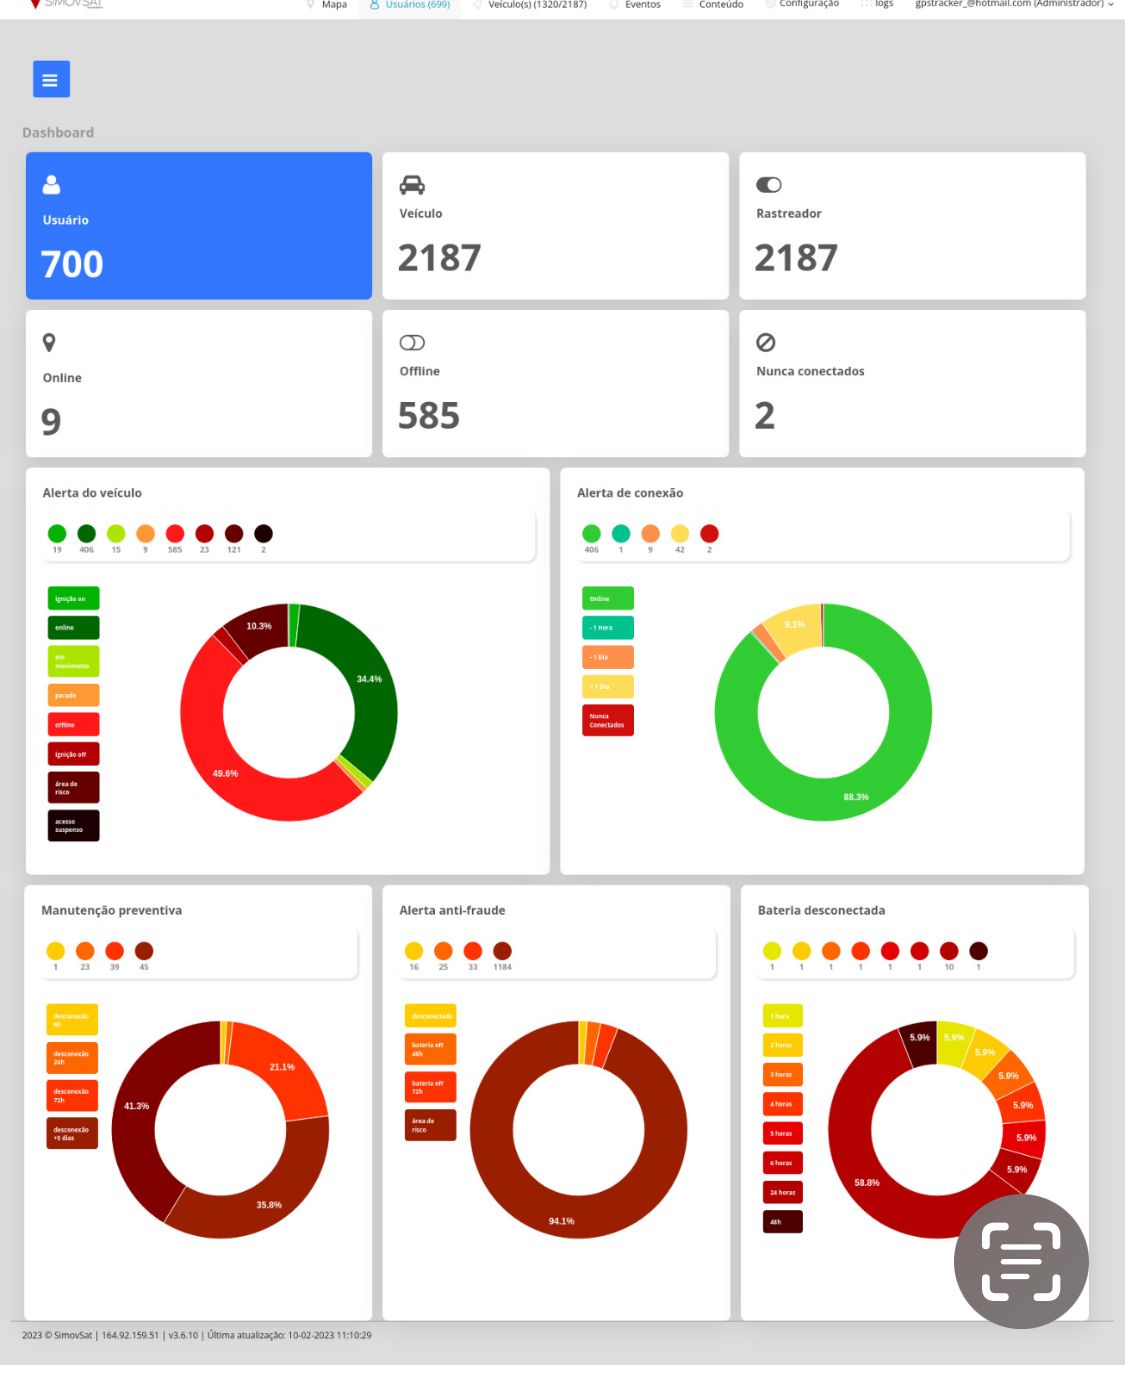 SIMOVSAT
Mapa
Usuários (699)
Veículo(s) (1320/2187)
Eventos
Conteúdo
Configuração
logs
gpstracker_@hotmail.com (Administrador)
Dashboard
Usuário
700
Veículo
2187
Rastreador
2187
Online
9
Offline
585
Nunca conectados
2
Alerta do veículo
19 406 15 9 585 23 121 2
ignição on
online
em
movimento
parado
offline
ignição off
área de
risco
acesso
suspenso
10.3%
34.4%
49.6%
Alerta de conexão
406 1 9 42 2
Online
- 1 Hora
- 1 Dia
+ 1 Dia
Nunca
Conectados
9.1%
88.3%
Manutenção preventiva
1 23 39 45
desconexão
6h
desconexão
24h
desconexão
72h
desconexão
+5 dias
21.1%
41.3%
35.8%
Alerta anti-fraude
16 25 33 1184
desconectado
bateria off
48h
bateria off
72h
área de
risco
94.1%
Bateria desconectada
1 1 1 1 1 1 10 1
1 hora
2 horas
3 horas
4 horas
5 horas
6 horas
24 horas
48h
5.9%
5.9%
5.9%
5.9%
5.9%
5.9%
5.9%
58.8%
2023 © SimovSat | 164.92.159.51 | v3.6.10 | Última atualização: 10-02-2023 11:10:29